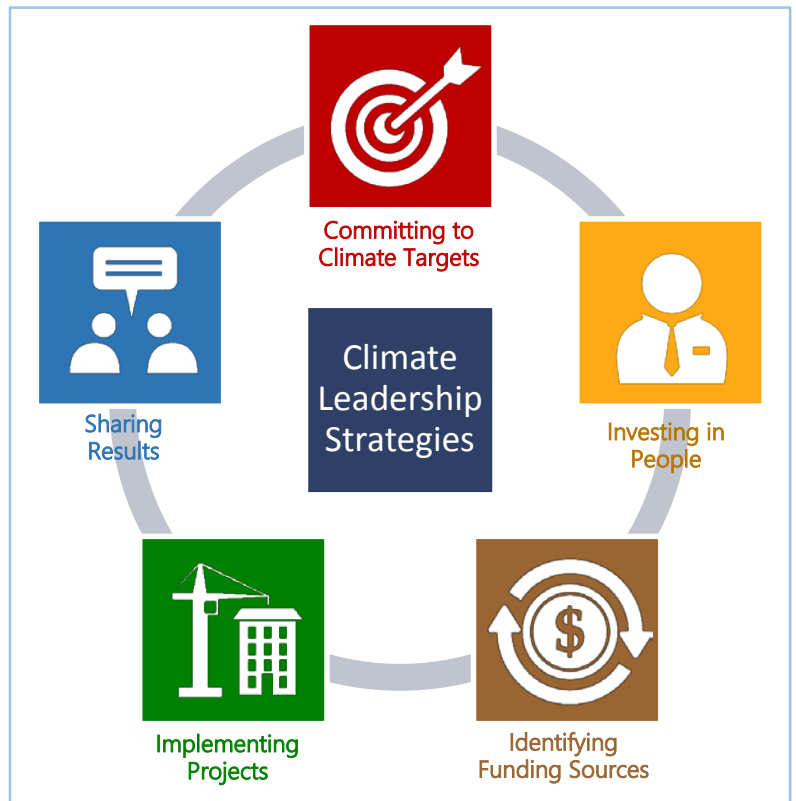 Committing to
Climate Targets
Climate
Leadership
Strategies
Sharing
Results
Investing in
People
$
Implementing
Projects
Identifying
Funding Sources